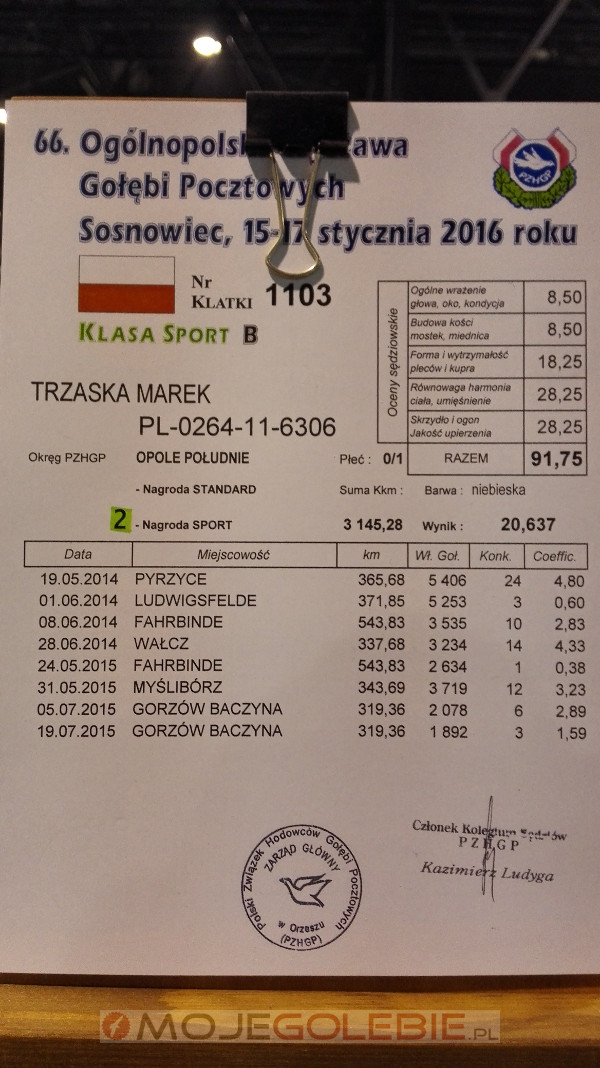 66. Ogólnopolsk      awa
Gołębi Pocztowych
Sosnowiec, 15-17 stycznia 2016 roku
PZHGP
Nr
KLATKI 1103
KLASA SPORT B
Oceny sędziowskie
Ogólne wrażenie
głowa, oko, kondycja 8,50
Budowa kości
mostek, miednica 8,50
Forma i wytrzymałość
pleców i kupra 18,25
Równowaga harmonia
ciała, umięśnienie 28,25
Skrzydło i ogon
Jakość upierzenia 28,25
RAZEM 91,75
TRZASKA MAREK
PL-0264-11-6306
Okręg PZHGP OPOLE POŁUDNIE Płeć : 0/1
- Nagroda STANDARD Suma Kkm : Barwa : niebieska
2 - Nagroda SPORT 3 145,28 Wynik : 20,637
Data Miejscowość km Wł. Goł. Konk. Coeffic.
19.05.2014 PYRZYCE 365,68 5 406 24 4,80
01.06.2014 LUDWIGSFELDE 371,85 5 253 3 0,60
08.06.2014 FAHRBINDE 543,83 3 535 10 2,83
28.06.2014 WAŁCZ 337,68 3 234 14 4,33
24.05.2015 FAHRBINDE 543,83 2 634 1 0,38
31.05.2015 MYŚLIBÓRZ 343,69 3 719 12 3,23
05.07.2015 GORZÓW BACZYNA 319,36 2 078 6 2,89
19.07.2015 GORZÓW BACZYNA 319,36 1 892 3 1,59
Polski Związek Hodowców Gołębi Pocztowych
ZARZĄD GŁÓWNY
w Orzeszu
(PZHGP)
Członek Kolegium Sędziów
PZHGP
Kazimierz Ludyga
MOJEGOLEBIE.PL